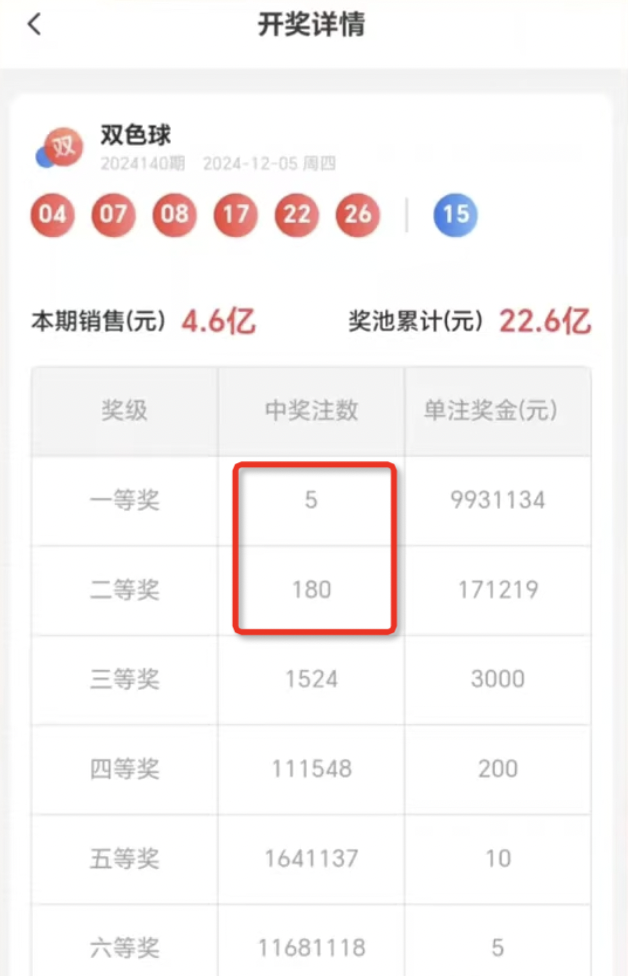 开奖详情
双色球
双
2024140期 2024-12-05 周四
04 07 08 17 22 26 15
本期销售(元) 4.6亿 奖池累计(元) 22.6亿
奖级 中奖注数 单注奖金(元)
一等奖 5 9931134
二等奖 180 171219
三等奖 1524 3000
四等奖 111548 200
五等奖 1641137 10
六等奖 11681118 5